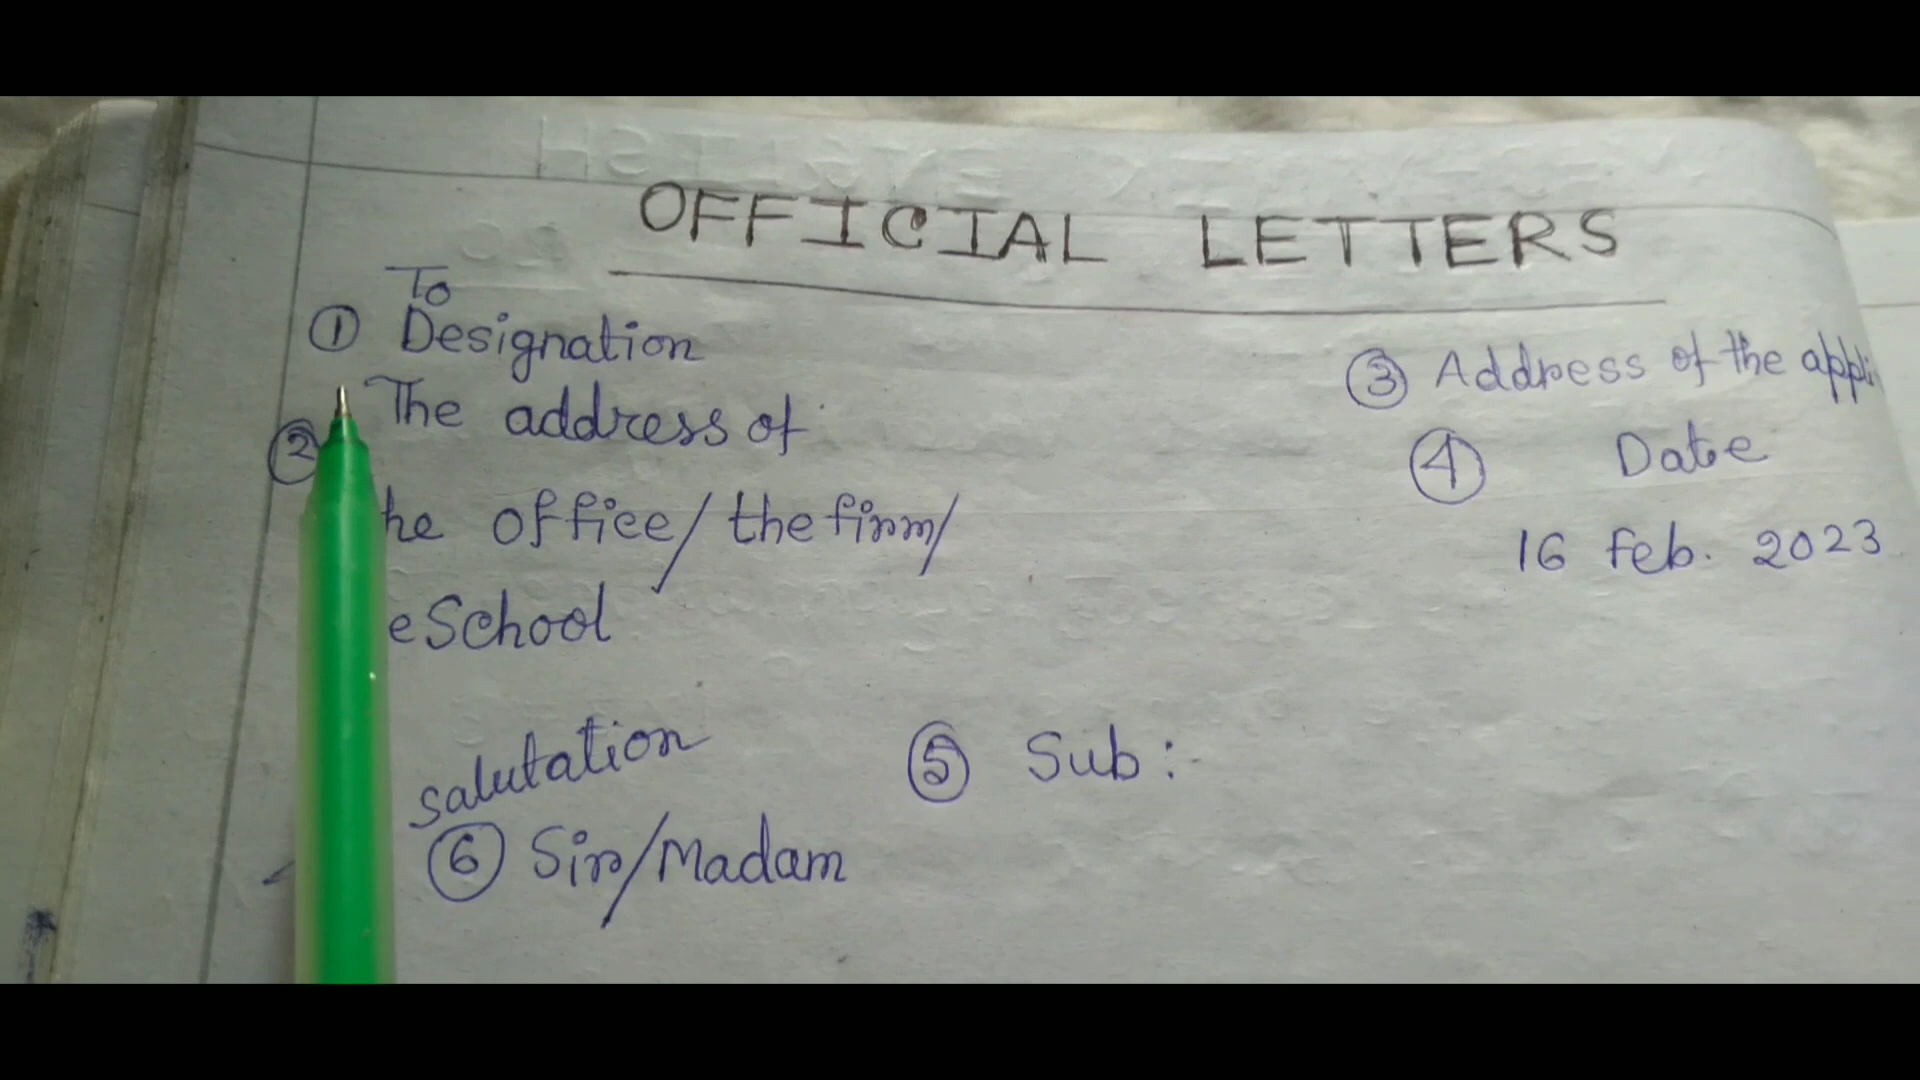 OFFICIAL LETTERS
To
① Designation
② The address of
he office/the firm/
e School
③ Address of the appli
④ Date
16 Feb. 2023
⑤ Sub:-
salutation
⑥ Sir/Madam